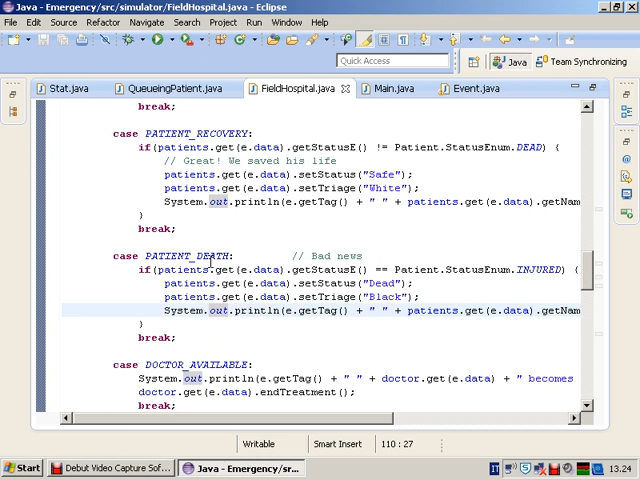 Java - Emergency/src/simulator/FieldHospital.java - Eclipse
File Edit Source Refactor Navigate Search Project Run Window Help
Quick Access
Java
Team Synchronizing
Stat.java QueueingPatient.java FieldHospital.java Main.java Event.java
break;
case PATIENT_RECOVERY:
if(patients.get(e.data).getStatusE() != Patient.StatusEnum.DEAD) {
// Great! We saved his life
patients.get(e.data).setStatus("Safe");
patients.get(e.data).setTriage("White");
System.out.println(e.getTag() + " " + patients.get(e.data).getNam
}
break;
case PATIENT_DEATH: // Bad news
if(patients.get(e.data).getStatusE() == Patient.StatusEnum.INJURED) {
patients.get(e.data).setStatus("Dead");
patients.get(e.data).setTriage("Black");
System.out.println(e.getTag() + " " + patients.get(e.data).getNam
}
break;
case DOCTOR_AVAILABLE:
System.out.println(e.getTag() + " " + doctor.get(e.data) + " becomes
doctor.get(e.data).endTreatment();
break;
Writable Smart Insert 110 : 27
Start Debut Video Capture Sof... Java - Emergency/sr... IT 13.24